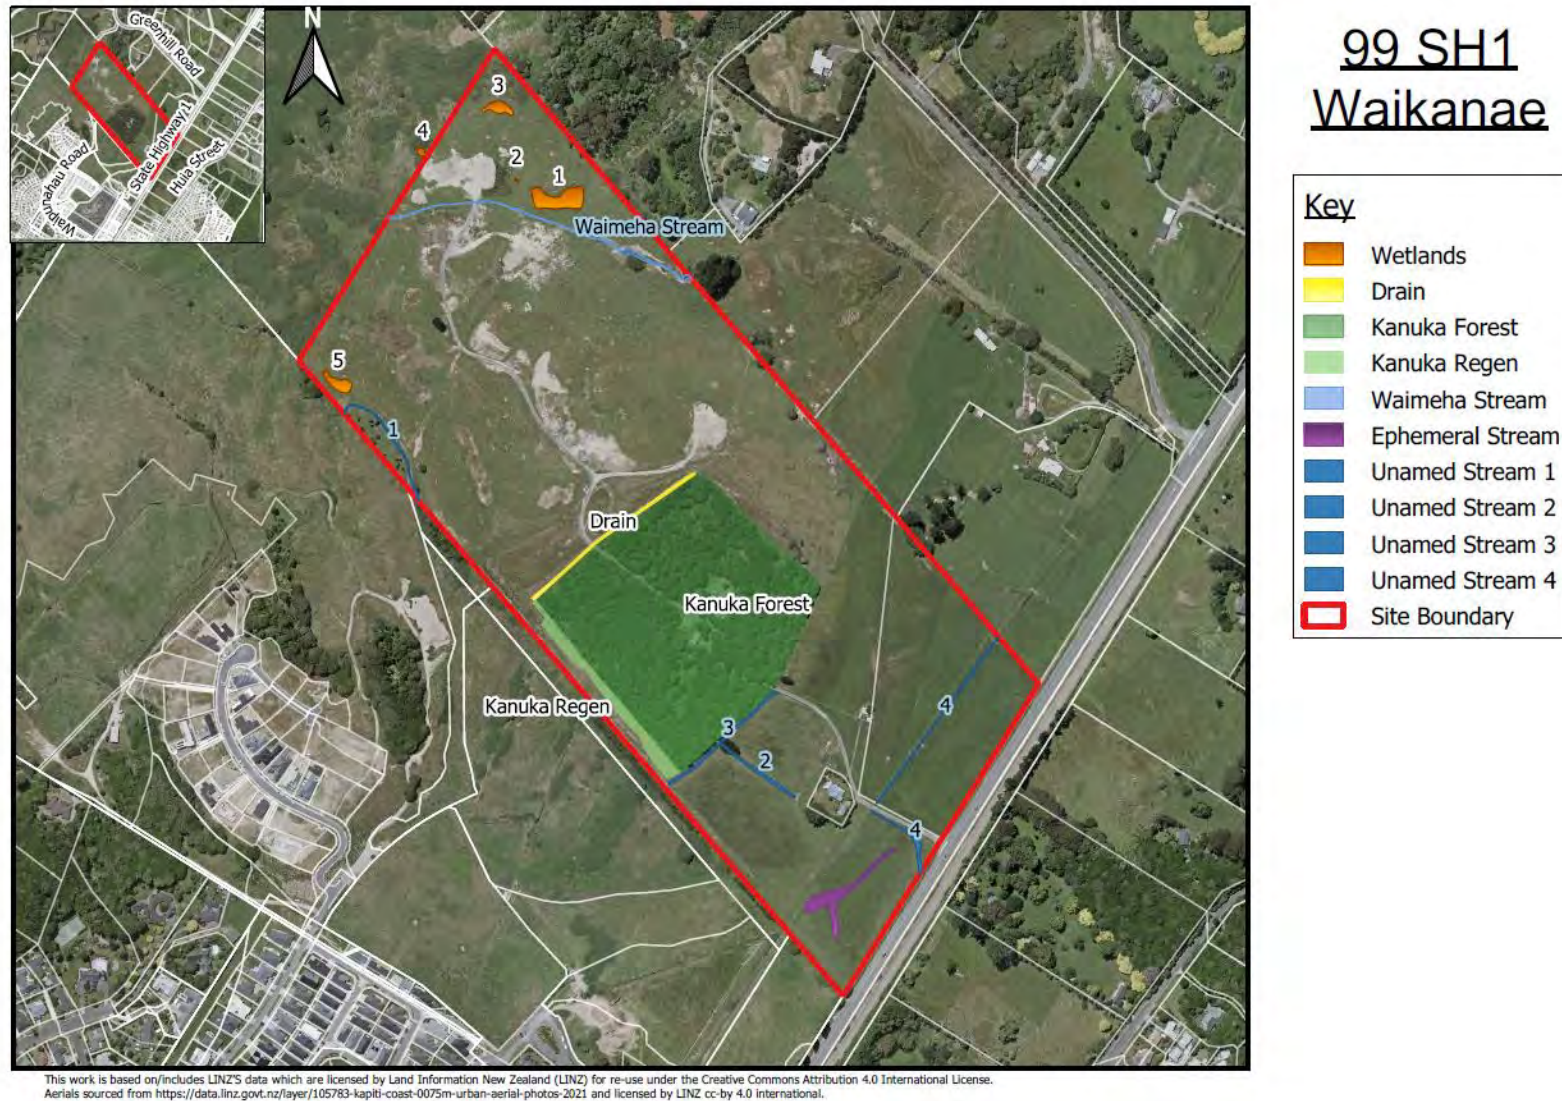 99 SH1
Waikanae
Key
Wetlands
Drain
Kanuka Forest
Kanuka Regen
Waimeha Stream
Ephemeral Stream
Unamed Stream 1
Unamed Stream 2
Unamed Stream 3
Unamed Stream 4
Site Boundary
N
Greenhill Road
State Highway 1
Huia Street
Waipunahau Road
3
4
2
1
Waimeha Stream
5
1
Drain
Kanuka Forest
Kanuka Regen
4
3
2
4
This work is based on/includes LINZ'S data which are licensed by Land Information New Zealand (LINZ) for re-use under the Creative Commons Attribution 4.0 International License.
Aerials sourced from https://data.linz.govt.nz/layer/105783-kapiti-coast-0075m-urban-aerial-photos-2021 and licensed by LINZ cc-by 4.0 international.